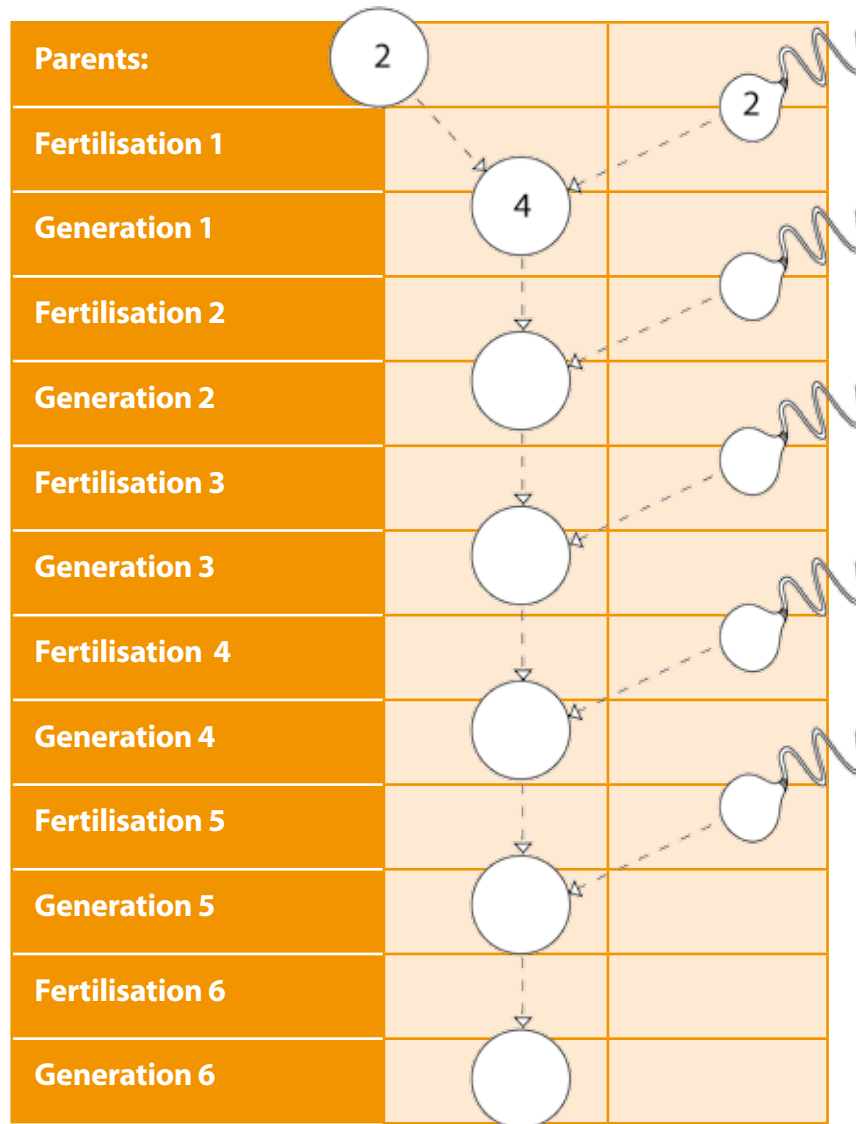 Parents:
2
2
Fertilisation 1
4
Generation 1
Fertilisation 2
Generation 2
Fertilisation 3
Generation 3
Fertilisation 4
Generation 4
Fertilisation 5
Generation 5
Fertilisation 6
Generation 6